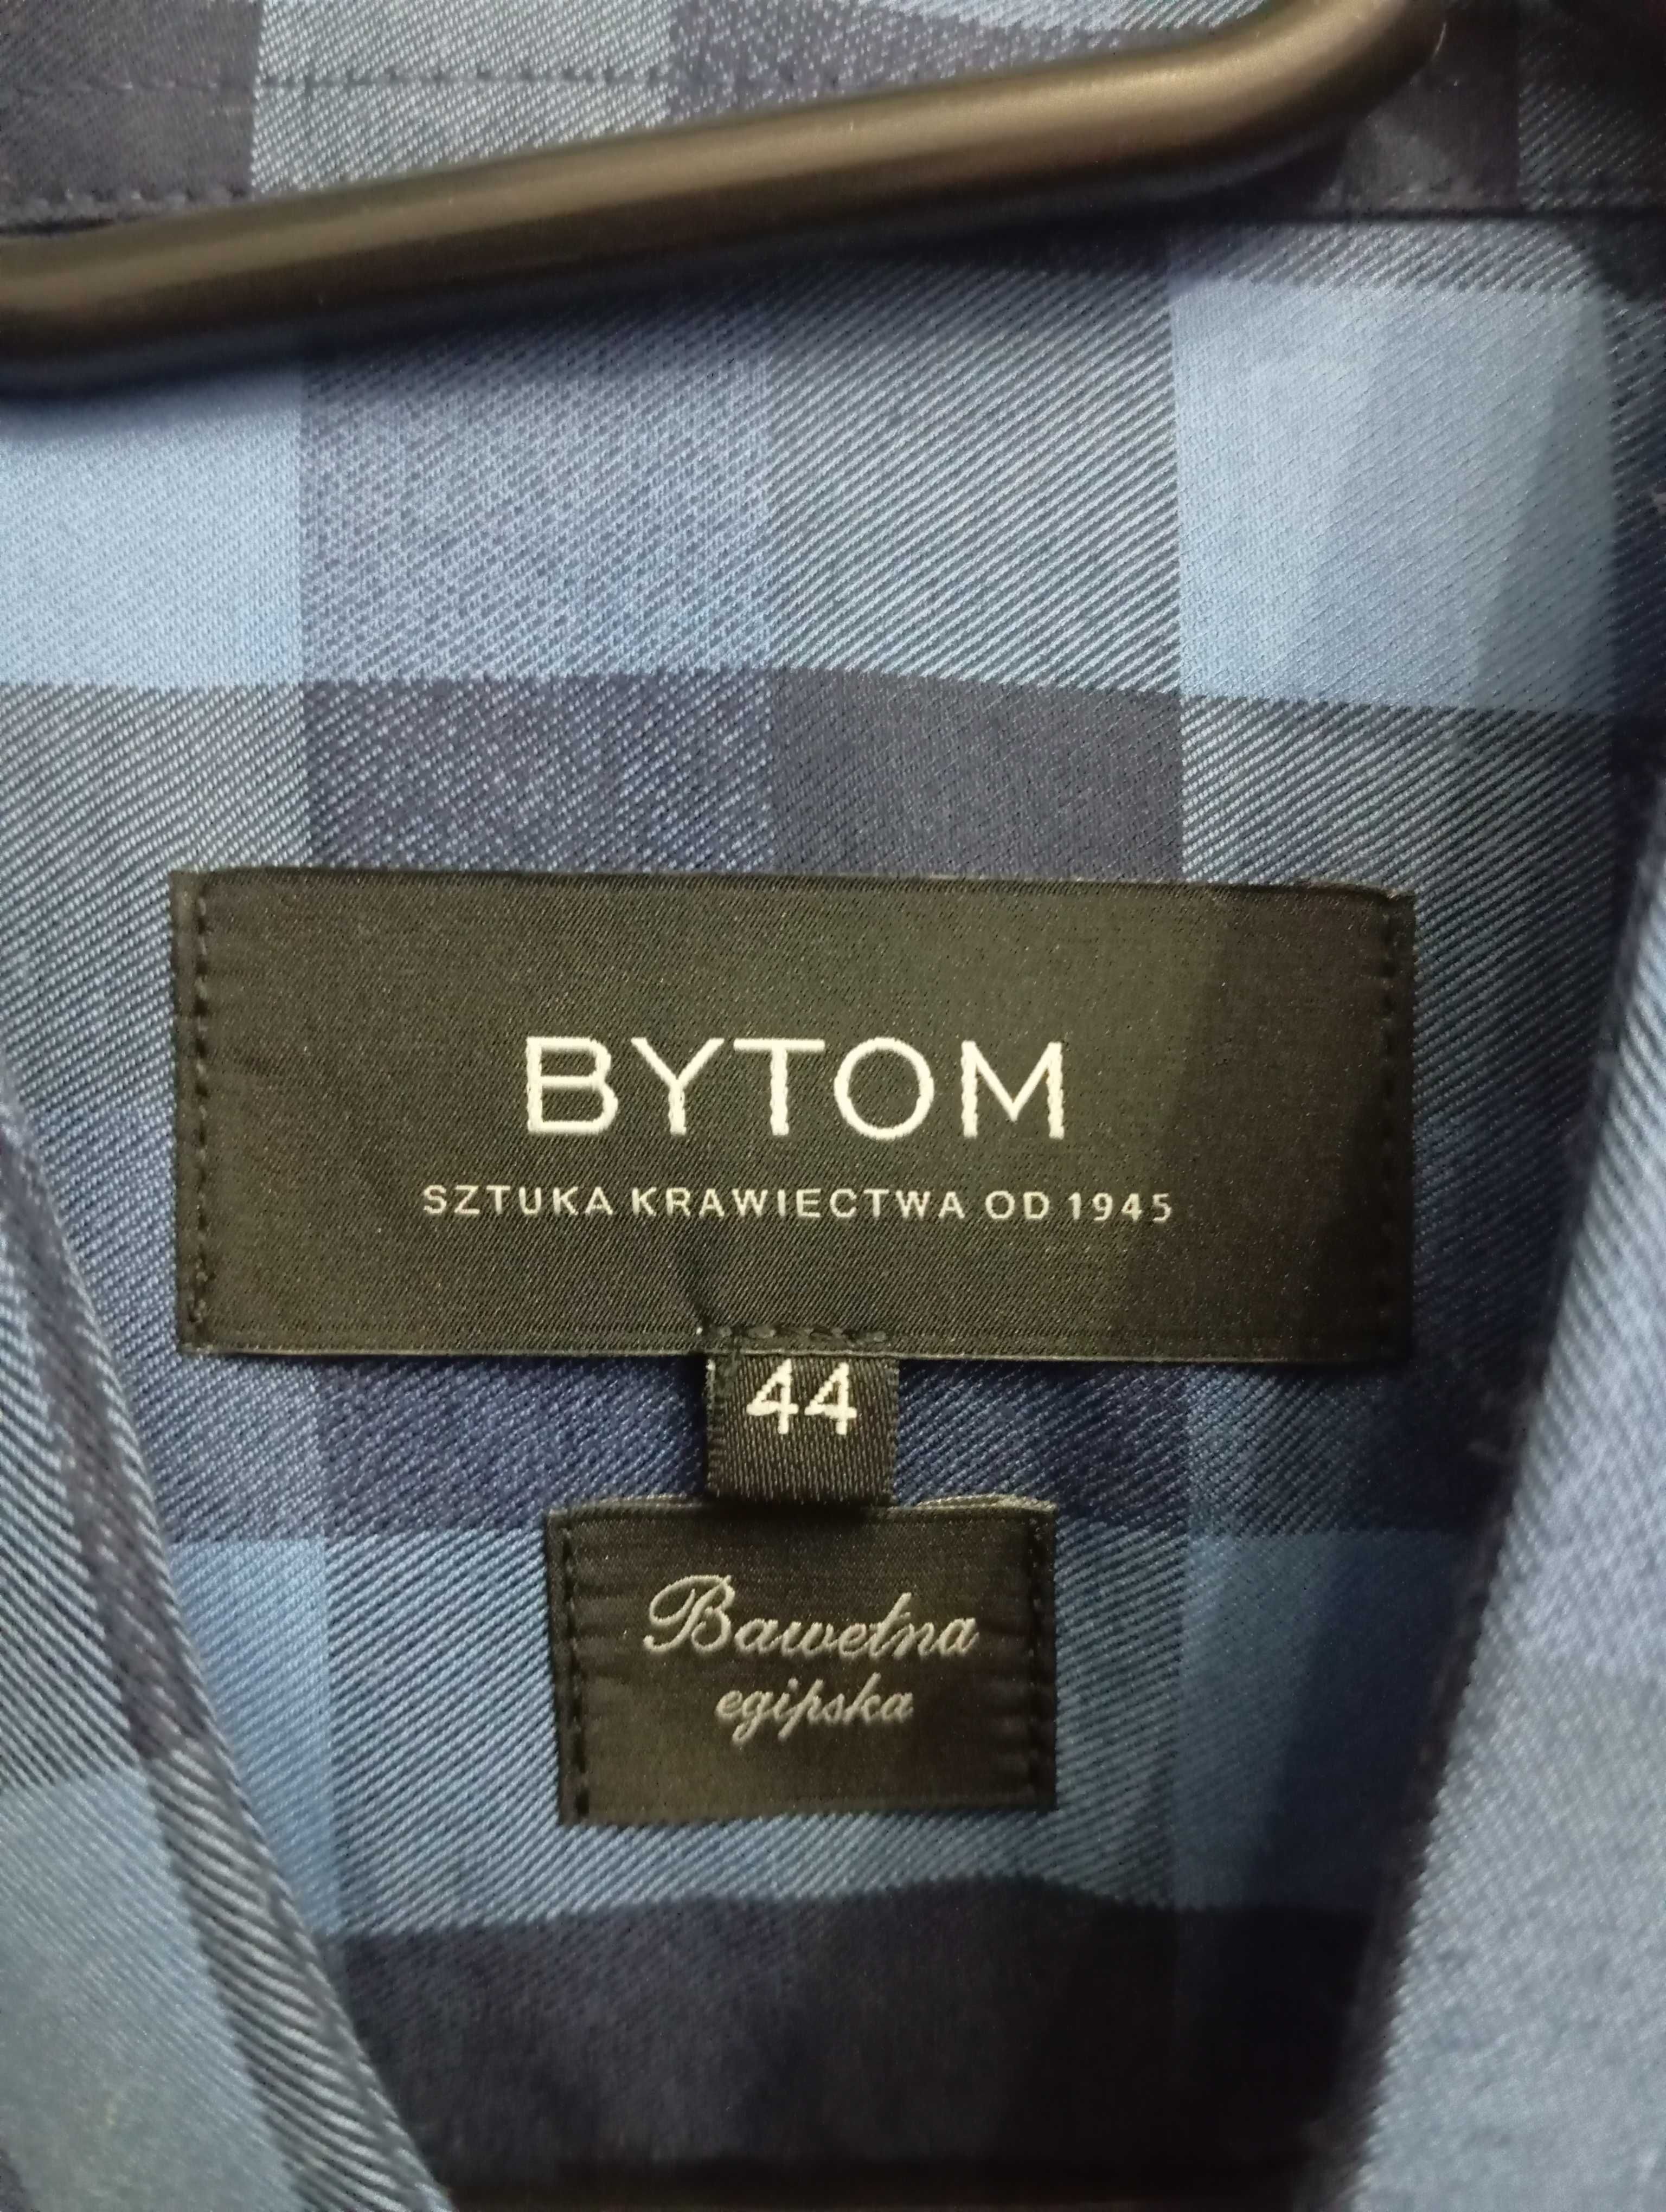 BYTOM
SZTUKA KRAWIECTWA OD 1945
44
Bawełna
egipska